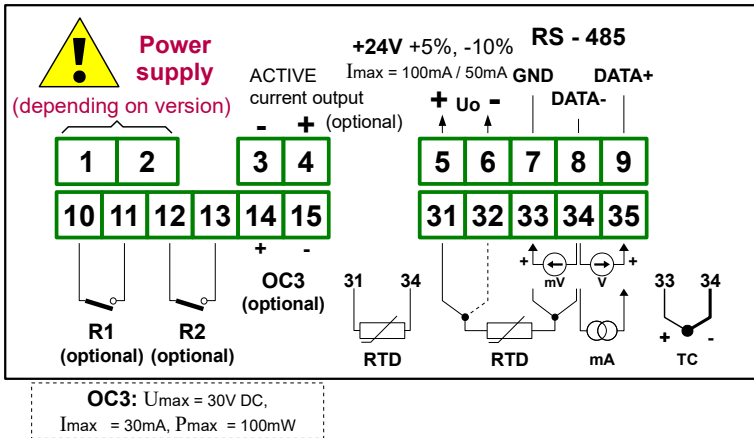 Power
supply
(depending on version)
ACTIVE
current output
(optional)
- +
+24V +5%, -10%
Imax = 100mA / 50mA
+ Uo -
RS - 485
GND DATA+
DATA-
1 2 3 4 5 6 7 8 9
10 11 12 13 14 15 31 32 33 34 35
+ -
OC3
(optional)
R1
(optional)
R2
(optional)
31 34
RTD
+ mV V +
RTD
mA
33 34
+ -
TC
OC3: Umax = 30V DC,
Imax = 30mA, Pmax = 100mW